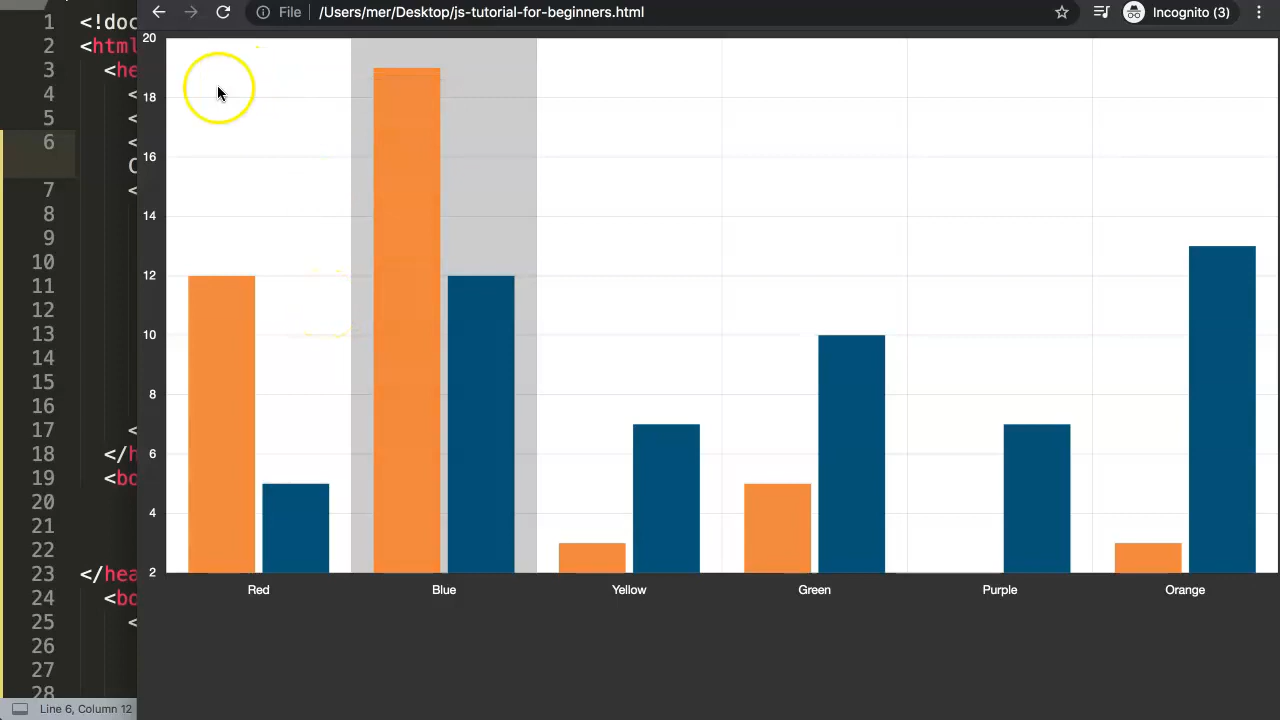 File /Users/mer/Desktop/js-tutorial-for-beginners.html Incognito (3)
1 <!doc
2 <html
3 <he
4 <
5 <
6 <
C
7 <
8
9
10
11
12
13
14
15
16
17 <
18 </h
19 <bo
20
21
22
23 </hea
24 <bo
25 <
26
27
28
20
18
16
14
12
10
8
6
4
2
Red Blue Yellow Green Purple Orange
Line 6, Column 12